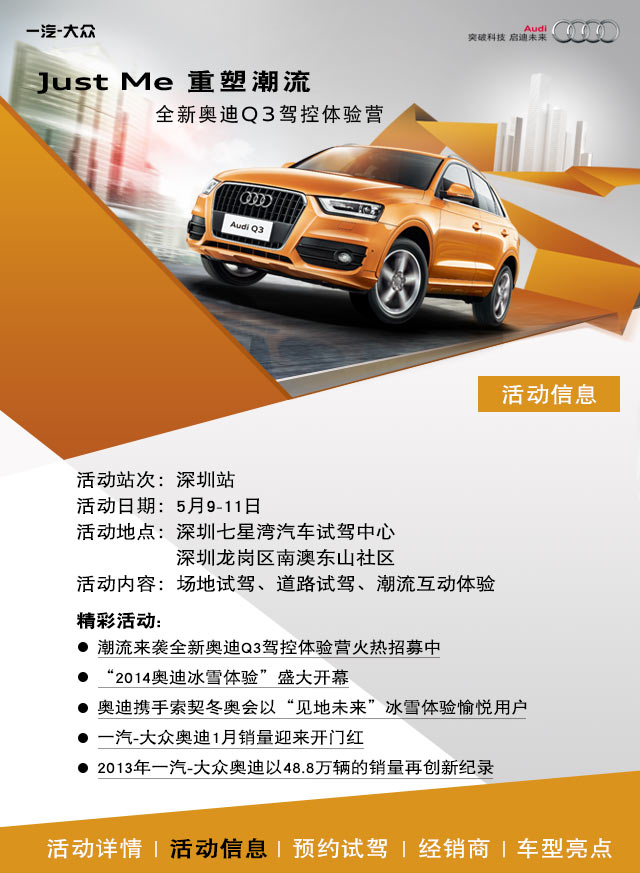 一汽-大众
Audi
突破科技 启迪未来
Just Me 重塑潮流
全新奥迪Q3驾控体验营
Audi Q3
活动信息
活动站次：深圳站
活动日期：5月9-11日
活动地点：深圳七星湾汽车试驾中心
深圳龙岗区南澳东山社区
活动内容：场地试驾、道路试驾、潮流互动体验
精彩活动：
● 潮流来袭全新奥迪Q3驾控体验营火热招募中
● “2014奥迪冰雪体验”盛大开幕
● 奥迪携手索契冬奥会以“见地未来”冰雪体验愉悦用户
● 一汽-大众奥迪1月销量迎来开门红
● 2013年一汽-大众奥迪以48.8万辆的销量再创新纪录
活动详情 | 活动信息 | 预约试驾 | 经销商 | 车型亮点